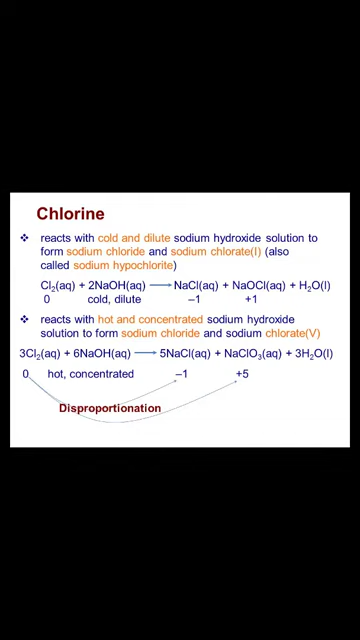 Chlorine
❖ reacts with cold and dilute sodium hydroxide solution to
form sodium chloride and sodium chlorate(I) (also
called sodium hypochlorite)
Cl₂(aq) + 2NaOH(aq) ⟶ NaCl(aq) + NaOCl(aq) + H₂O(l)
0 cold, dilute –1 +1
❖ reacts with hot and concentrated sodium hydroxide
solution to form sodium chloride and sodium chlorate(V)
3Cl₂(aq) + 6NaOH(aq) ⟶ 5NaCl(aq) + NaClO₃(aq) + 3H₂O(l)
0 hot, concentrated –1 +5
Disproportionation